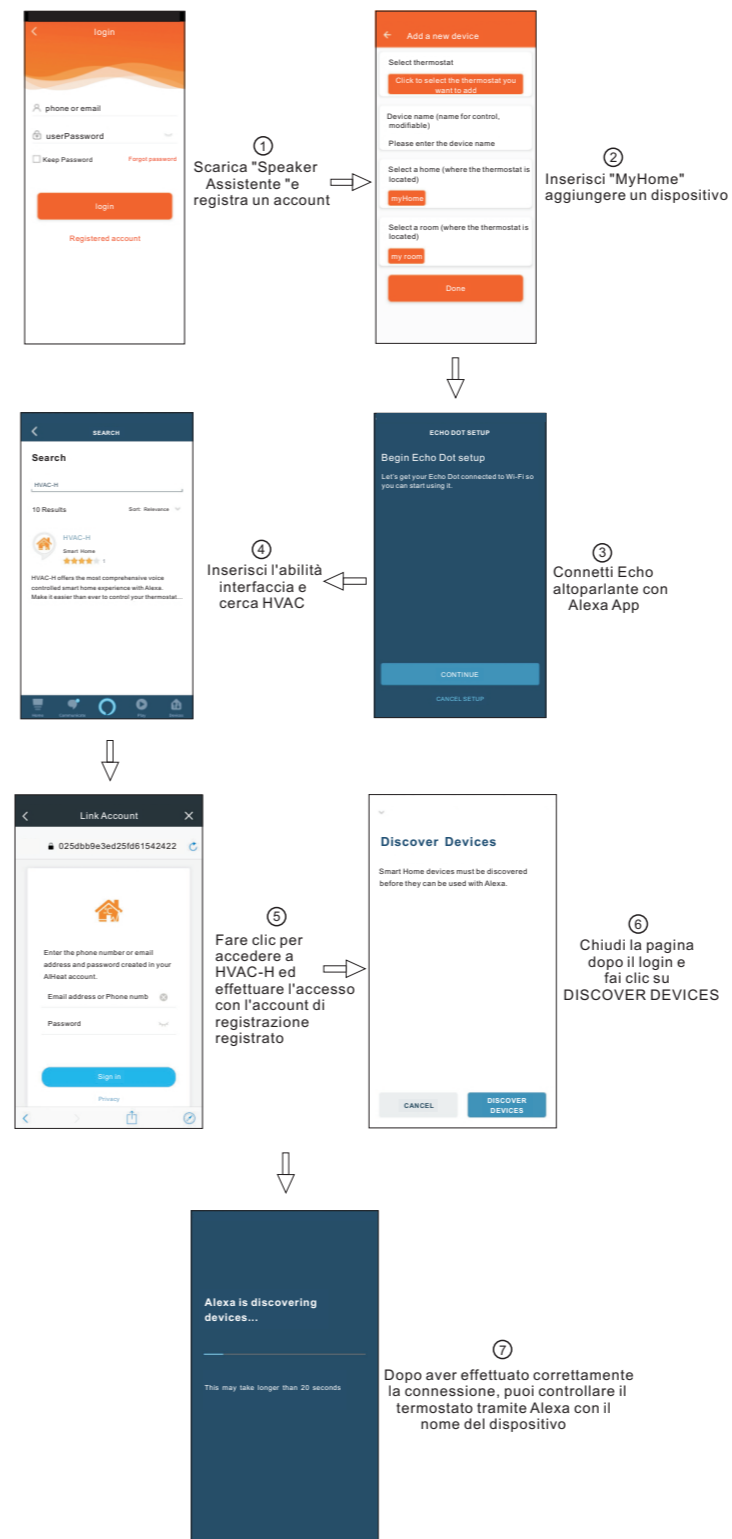 login
phone or email
userPassword
Keep Password
Forgot password
login
Registered account
①
Scarica "Speaker
Assistente "e
registra un account
Add a new device
Select thermostat
Click to select the thermostat you
want to add
Device name (name for control,
modifiable)
Please enter the device name
Select a home (where the thermostat is
located)
myHome
Select a room (where the thermostat is
located)
my room
Done
②
Inserisci "MyHome"
aggiungere un dispositivo
ECHO DOT SETUP
Begin Echo Dot setup
Let's get your Echo Dot connected to Wi-Fi so
you can start using it.
CONTINUE
CANCEL SETUP
③
Connetti Echo
altoparlante con
Alexa App
SEARCH
Search
HVAC-H
10 Results
Sort: Relevance
HVAC-H
Smart Home
4
HVAC-H offers the most comprehensive voice
controlled smart home experience with Alexa.
Make it easier than ever to control your thermostat...
Home
Communicate
Play
Devices
④
Inserisci l'abilità
interfaccia e
cerca HVAC
Link Account
025dbb9e3ed25fd61542422
Enter the phone number or email
address and password created in your
AIHeat account.
Email address or Phone numb
Password
Sign in
Privacy
⑤
Fare clic per
accedere a
HVAC-H ed
effettuare l'accesso
con l'account di
registrazione
registrato
Discover Devices
Smart Home devices must be discovered
before they can be used with Alexa.
CANCEL
DISCOVER
DEVICES
⑥
Chiudi la pagina
dopo il login e
fai clic su
DISCOVER DEVICES
Alexa is discovering
devices...
This may take longer than 20 seconds
⑦
Dopo aver effettuato correttamente
la connessione, puoi controllare il
termostato tramite Alexa con il
nome del dispositivo